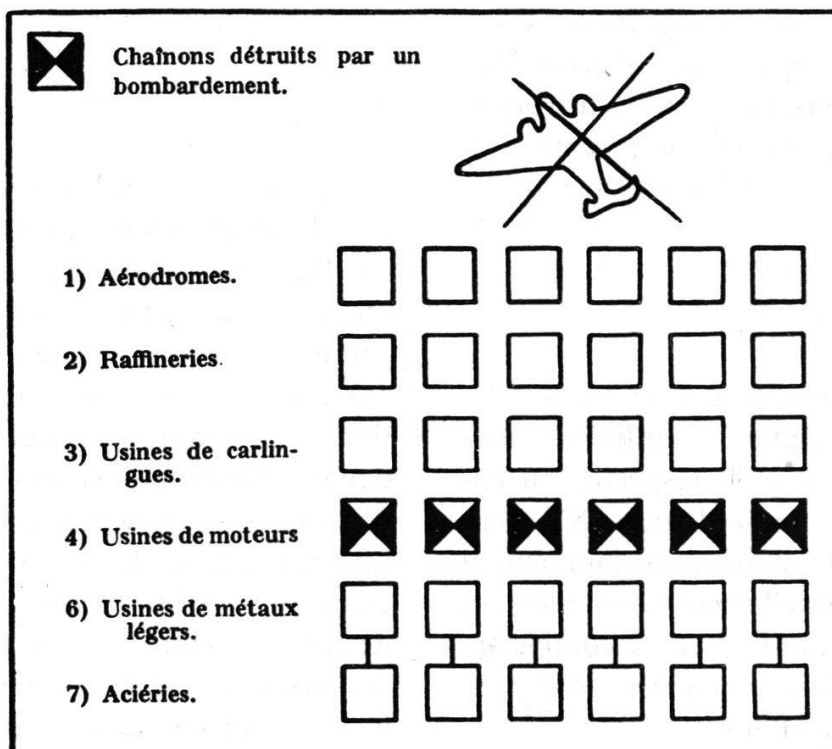 Chaînons détruits par un
bombardement.
1) Aérodromes.
2) Raffineries.
3) Usines de carlin-
gues.
4) Usines de moteurs
6) Usines de métaux
légers.
7) Aciéries.